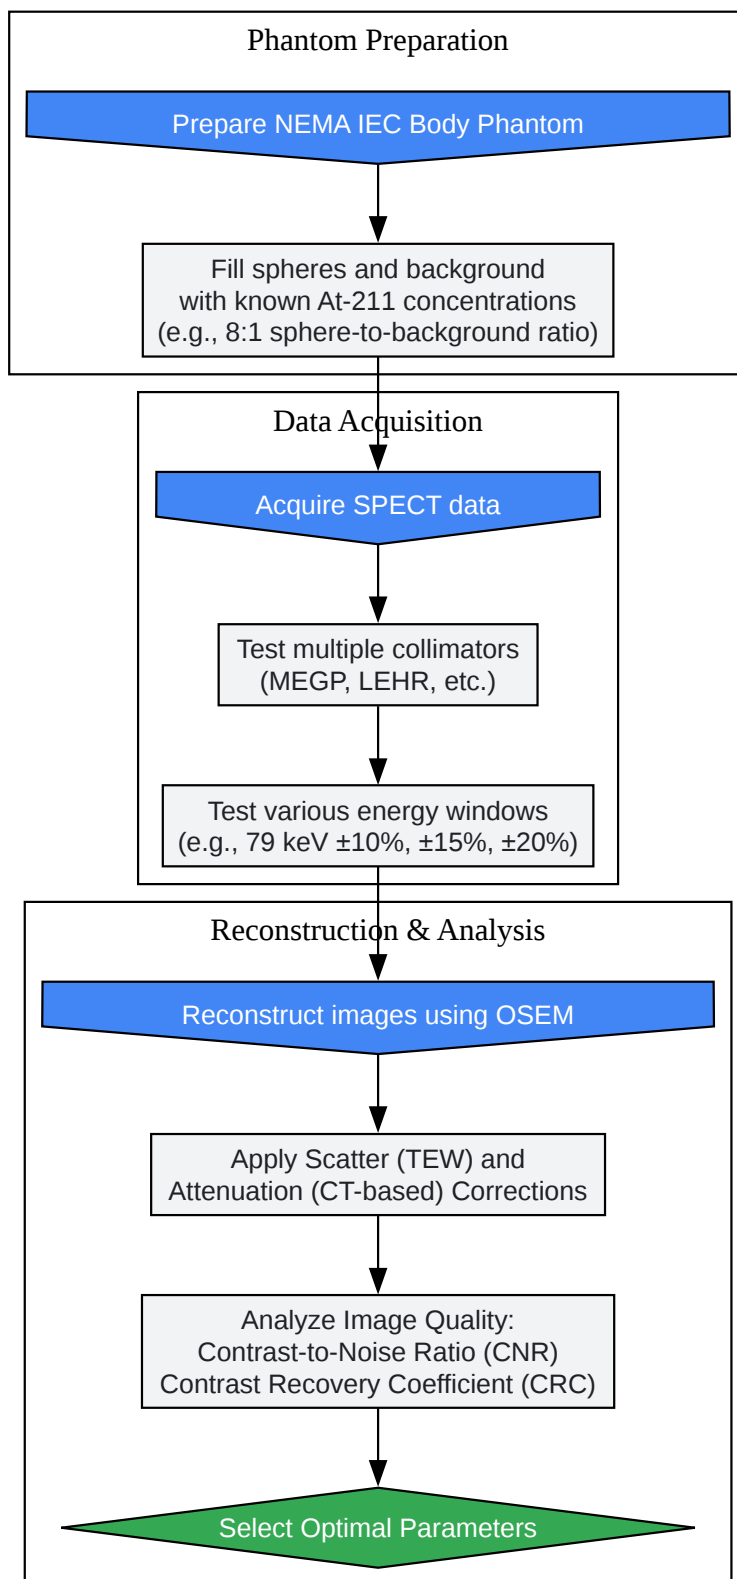 Phantom Preparation
Prepare NEMA IEC Body Phantom
Fill spheres and background
with known At-211 concentrations
(e.g., 8:1 sphere-to-background ratio)
Data Acquisition
Acquire SPECT data
Test multiple collimators
(MEGP, LEHR, etc.)
Test various energy windows
(e.g., 79 keV ±10%, ±15%, ±20%)
Reconstruction & Analysis
Reconstruct images using OSEM
Apply Scatter (TEW) and
Attenuation (CT-based) Corrections
Analyze Image Quality:
Contrast-to-Noise Ratio (CNR)
Contrast Recovery Coefficient (CRC)
Select Optimal Parameters